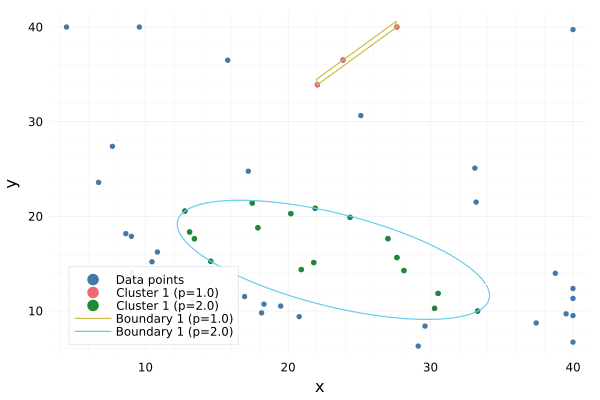 40
30
20
10
y
Data points
Cluster 1 (p=1.0)
Cluster 1 (p=2.0)
Boundary 1 (p=1.0)
Boundary 1 (p=2.0)
10 20 30 40
x